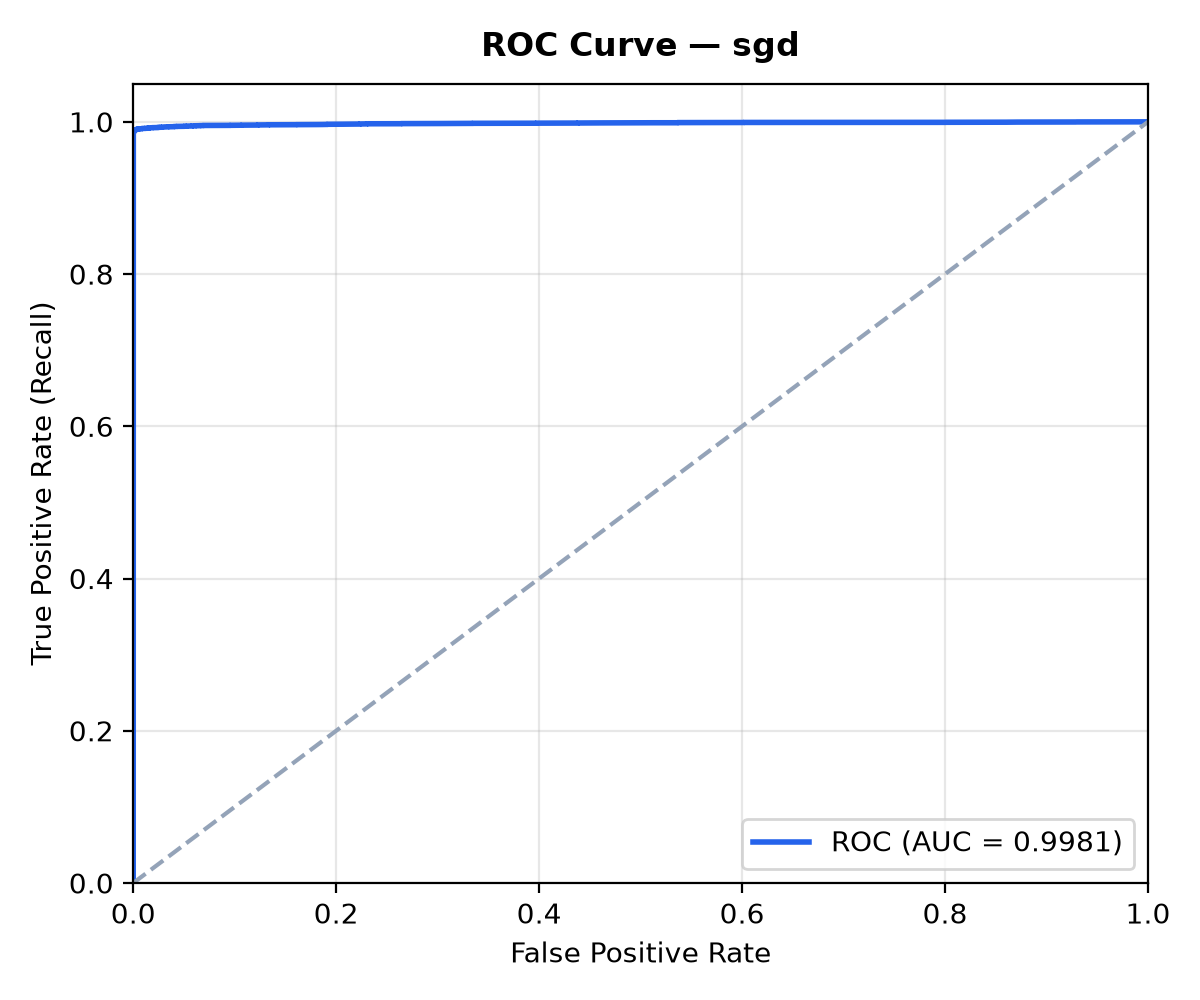 ROC Curve — sgd
True Positive Rate (Recall)
1.0
0.8
0.6
0.4
0.2
0.0
0.0 0.2 0.4 0.6 0.8 1.0
False Positive Rate
ROC (AUC = 0.9981)